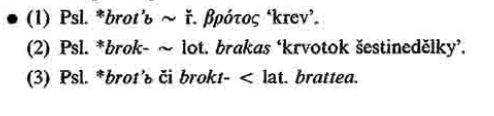 • (1) Psl. *brot'ь ~ ř. βρότος ‘krev’.
(2) Psl. *brok- ~ lot. brakas ‘krvotok šestinedělky’.
(3) Psl. *brot'ь či brokt- < lat. brattea.